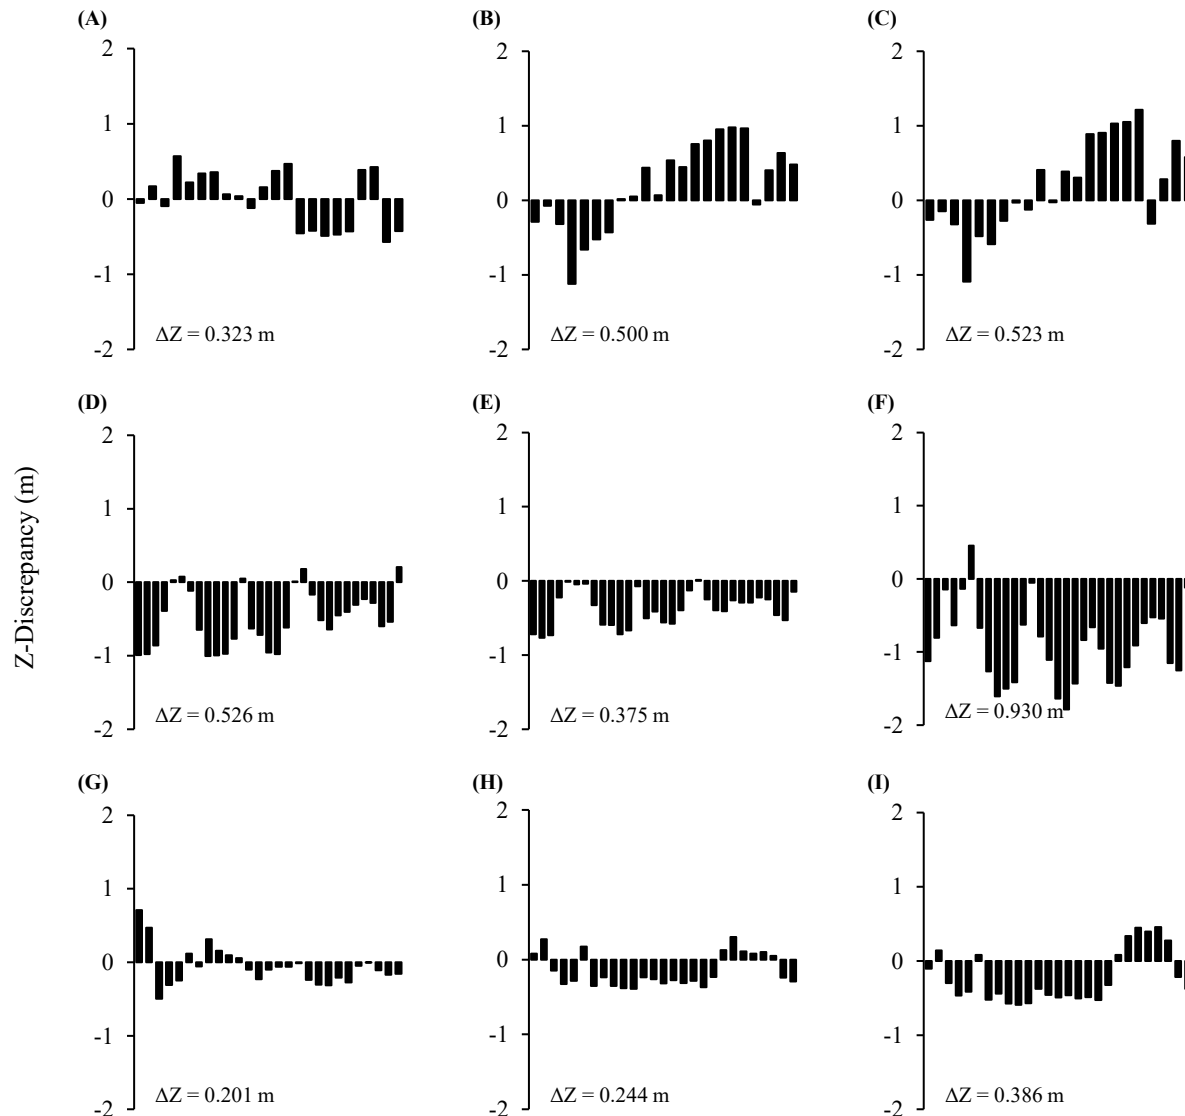 (A) (B) (C)
2 2 2
1 1 1
0 0 0
-1 -1 -1
ΔZ = 0.323 m ΔZ = 0.500 m ΔZ = 0.523 m
-2 -2 -2
(D) (E) (F)
2 2 2
1 1 1
Z-Discrepancy (m)
0 0 0
-1 -1 -1
ΔZ = 0.526 m ΔZ = 0.375 m ΔZ = 0.930 m
-2 -2 -2
(G) (H) (I)
2 2 2
1 1 1
0 0 0
-1 -1 -1
ΔZ = 0.201 m ΔZ = 0.244 m ΔZ = 0.386 m
-2 -2 -2